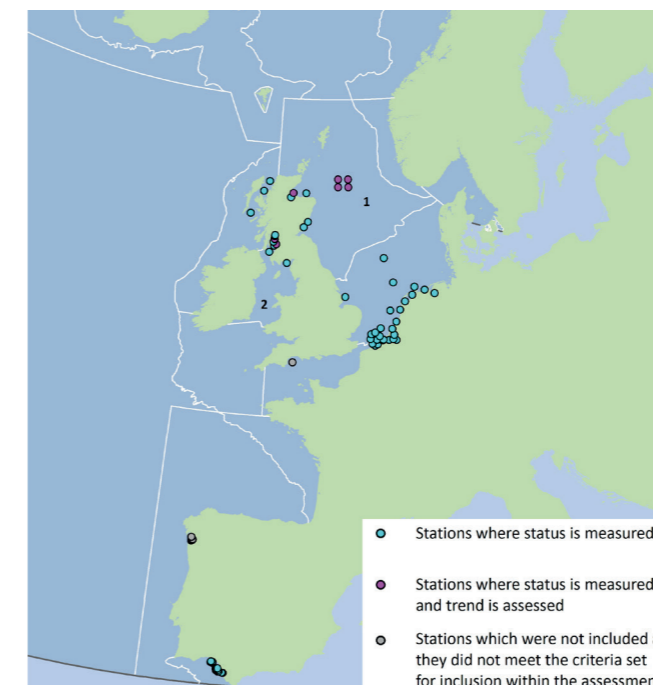 1
2
Stations where status is measured
Stations where status is measured
and trend is assessed
Stations which were not included
they did not meet the criteria set
for inclusion within the